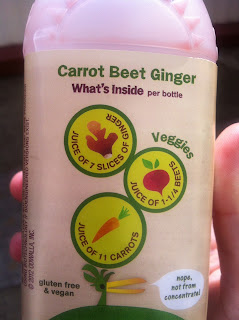 Carrot Beet Ginger
What's Inside per bottle
JUICE OF 7 SLICES OF GINGER
Veggies
JUICE OF 1-1/4 BEETS
JUICE OF 11 CARROTS
gluten free
& vegan
nope,
not from
concentrate!